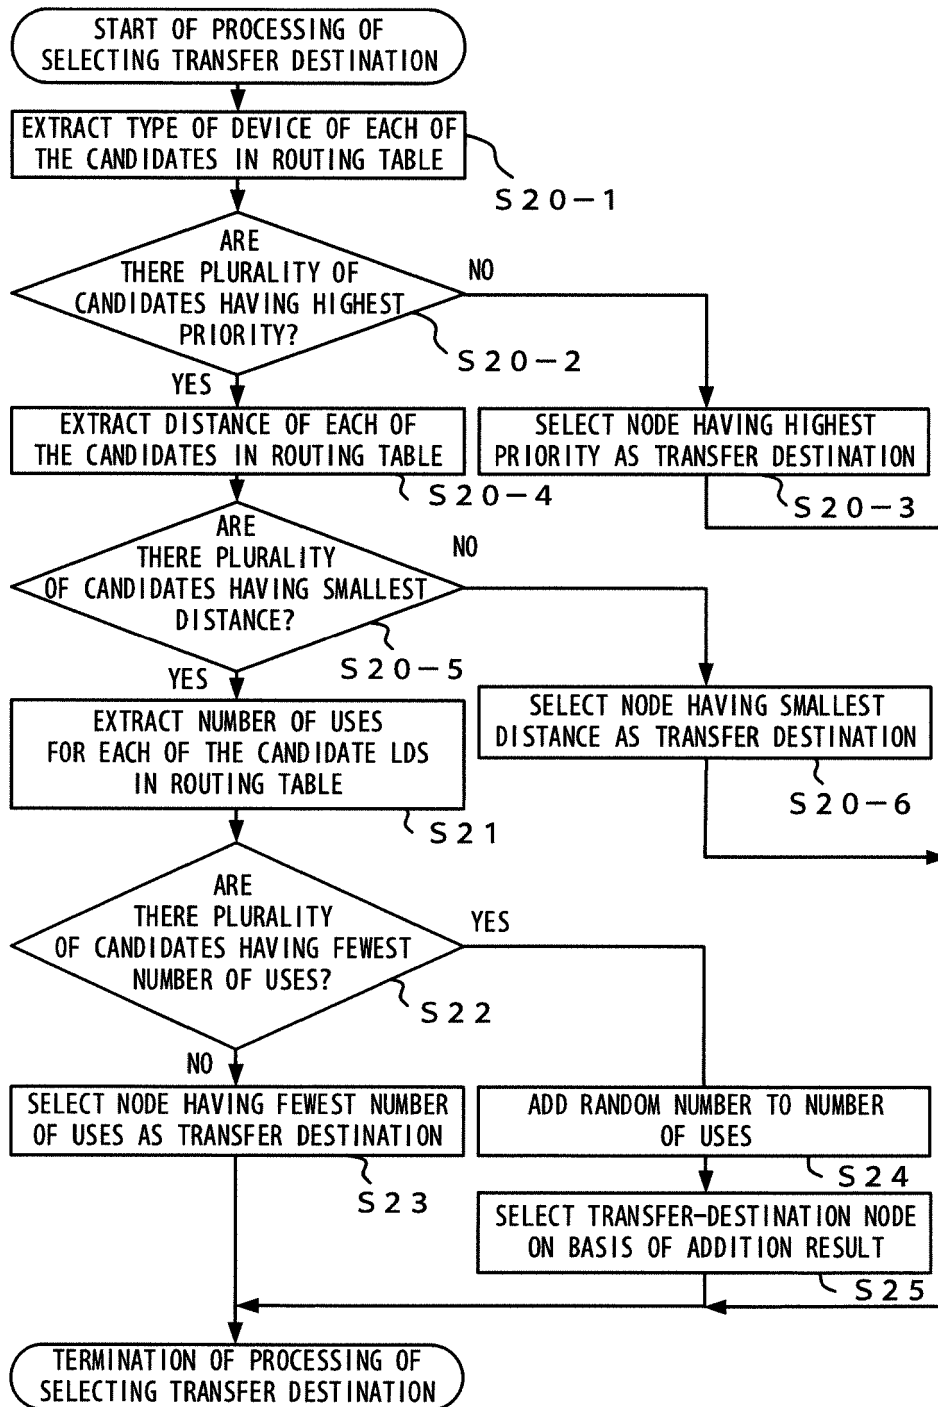 START OF PROCESSING OF
SELECTING TRANSFER DESTINATION
EXTRACT TYPE OF DEVICE OF EACH OF
THE CANDIDATES IN ROUTING TABLE
S20-1
ARE
THERE PLURALITY OF
CANDIDATES HAVING HIGHEST
PRIORITY?
NO
S20-2
YES
EXTRACT DISTANCE OF EACH OF
THE CANDIDATES IN ROUTING TABLE
S20-4
SELECT NODE HAVING HIGHEST
PRIORITY AS TRANSFER DESTINATION
S20-3
ARE
THERE PLURALITY
OF CANDIDATES HAVING SMALLEST
DISTANCE?
NO
S20-5
YES
EXTRACT NUMBER OF USES
FOR EACH OF THE CANDIDATE LDS
IN ROUTING TABLE
S21
SELECT NODE HAVING SMALLEST
DISTANCE AS TRANSFER DESTINATION
S20-6
ARE
THERE PLURALITY
OF CANDIDATES HAVING FEWEST
NUMBER OF USES?
YES
S22
NO
SELECT NODE HAVING FEWEST NUMBER
OF USES AS TRANSFER DESTINATION
S23
ADD RANDOM NUMBER TO NUMBER
OF USES
S24
SELECT TRANSFER-DESTINATION NODE
ON BASIS OF ADDITION RESULT
S25
TERMINATION OF PROCESSING OF
SELECTING TRANSFER DESTINATION